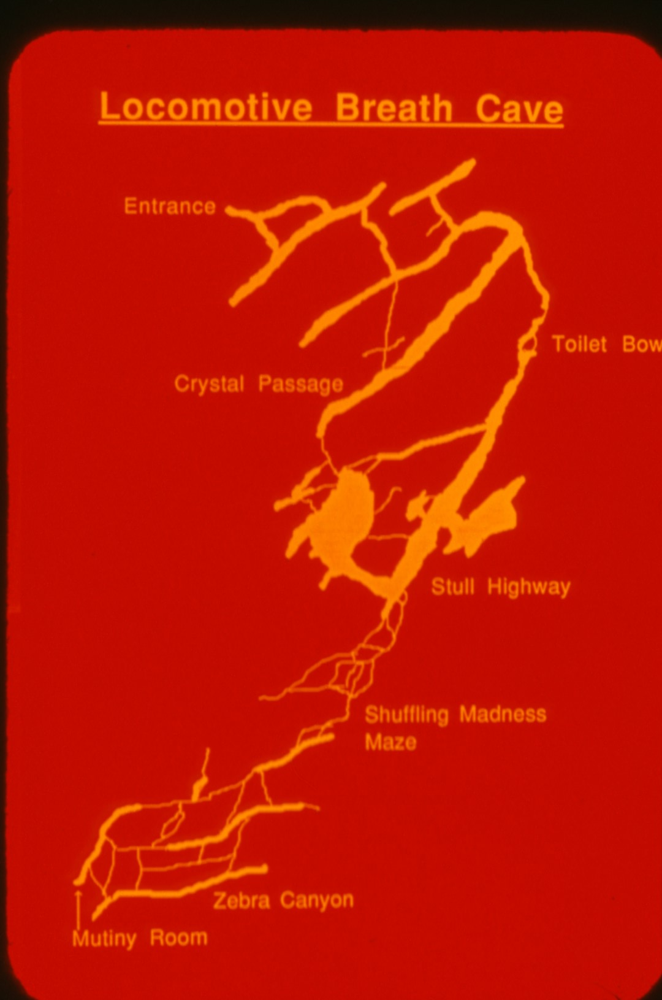 Locomotive Breath Cave
Entrance
Toilet Bow
Crystal Passage
Stull Highway
Shuffling Madness
Maze
Zebra Canyon
Mutiny Room